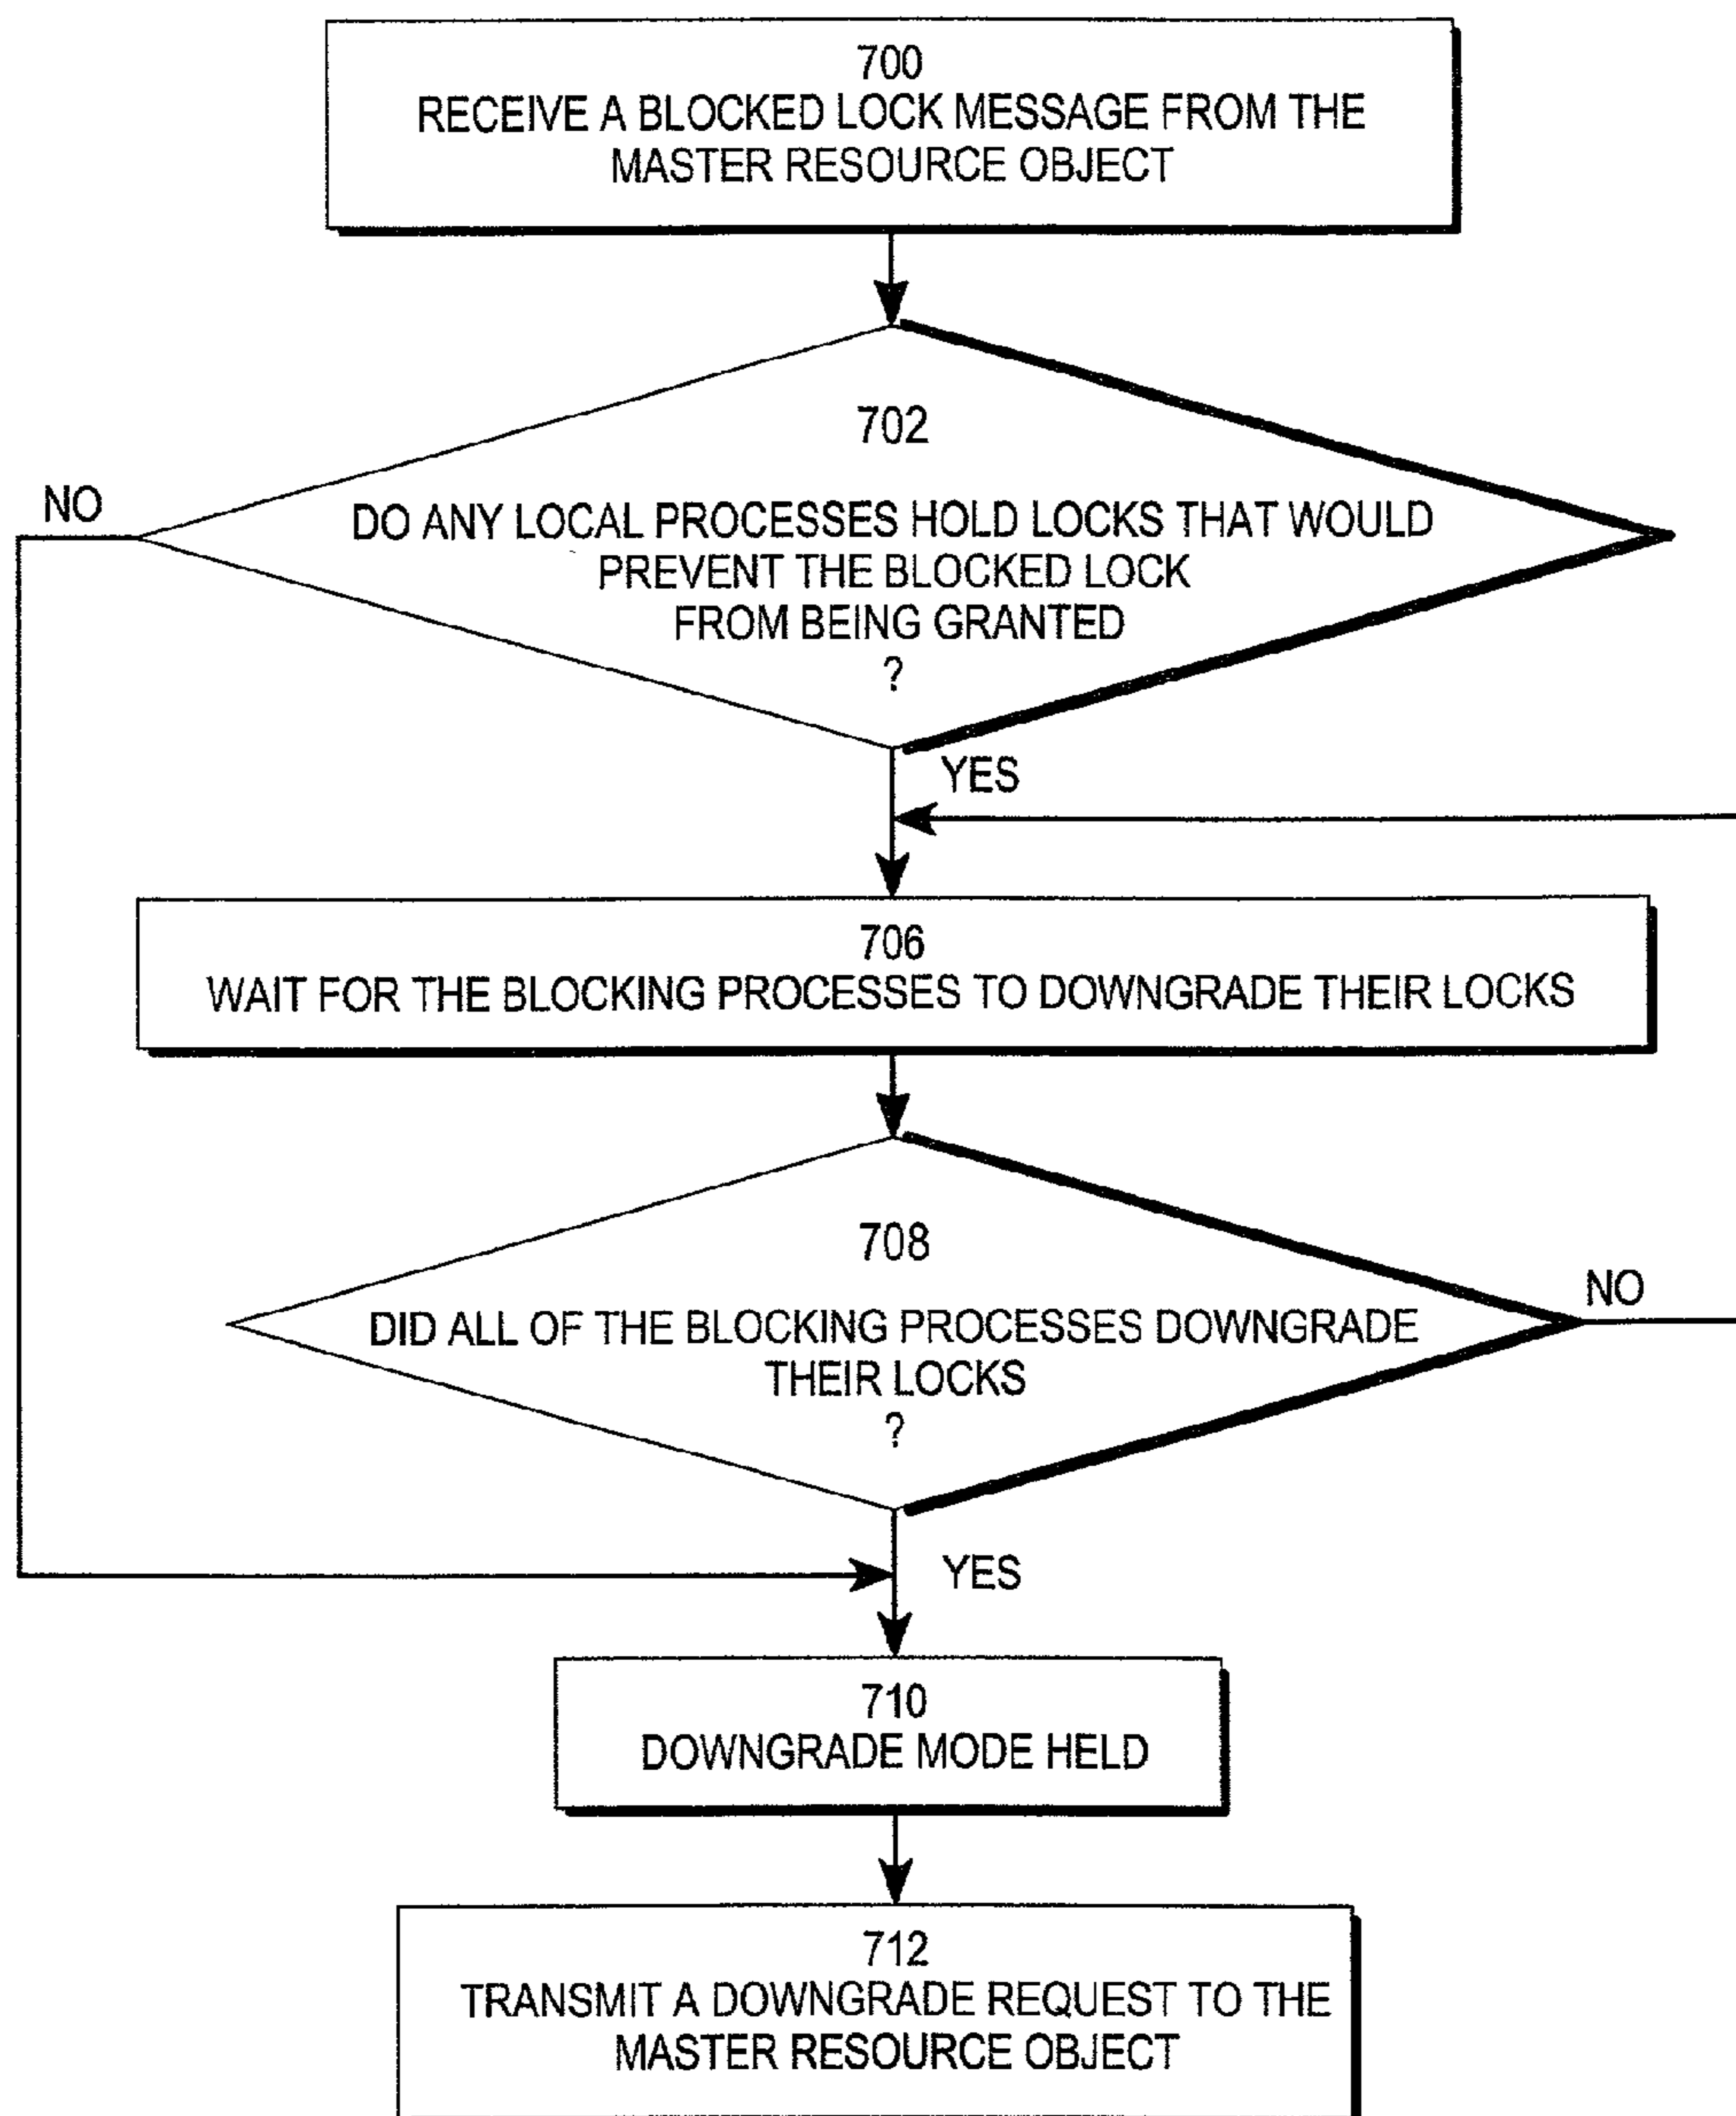 700
RECEIVE A BLOCKED LOCK MESSAGE FROM THE
MASTER RESOURCE OBJECT
702
NO
DO ANY LOCAL PROCESSES HOLD LOCKS THAT WOULD
PREVENT THE BLOCKED LOCK
FROM BEING GRANTED
?
YES
706
WAIT FOR THE BLOCKING PROCESSES TO DOWNGRADE THEIR LOCKS
708
NO
DID ALL OF THE BLOCKING PROCESSES DOWNGRADE
THEIR LOCKS
?
YES
710
DOWNGRADE MODE HELD
712
TRANSMIT A DOWNGRADE REQUEST TO THE
MASTER RESOURCE OBJECT